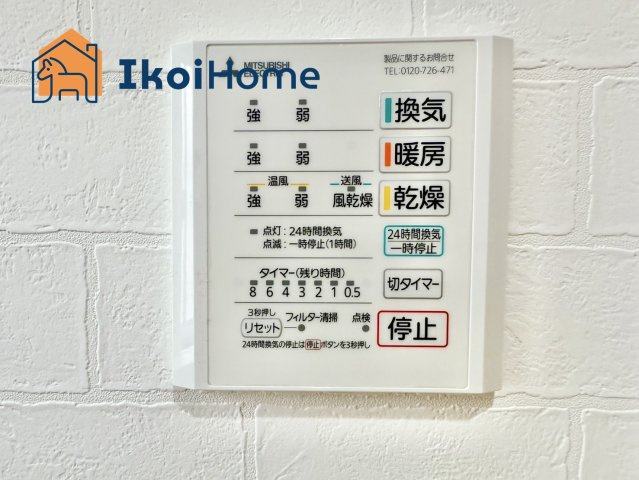 IkoiHome
MITSUBISHI
ELECTRIC
製品に関するお問合せ
TEL:0120-726-471
強 弱 換気
強 弱 暖房
温風 送風
強 弱 風乾燥 乾燥
点灯:24時間換気
点滅:一時停止(1時間)
24時間換気
一時停止
タイマー(残り時間)
8 6 4 3 2 1 0.5
切タイマー
3秒押し
リセット フィルター清掃 点検
停止
24時間換気の停止は停止ボタンを3秒押し